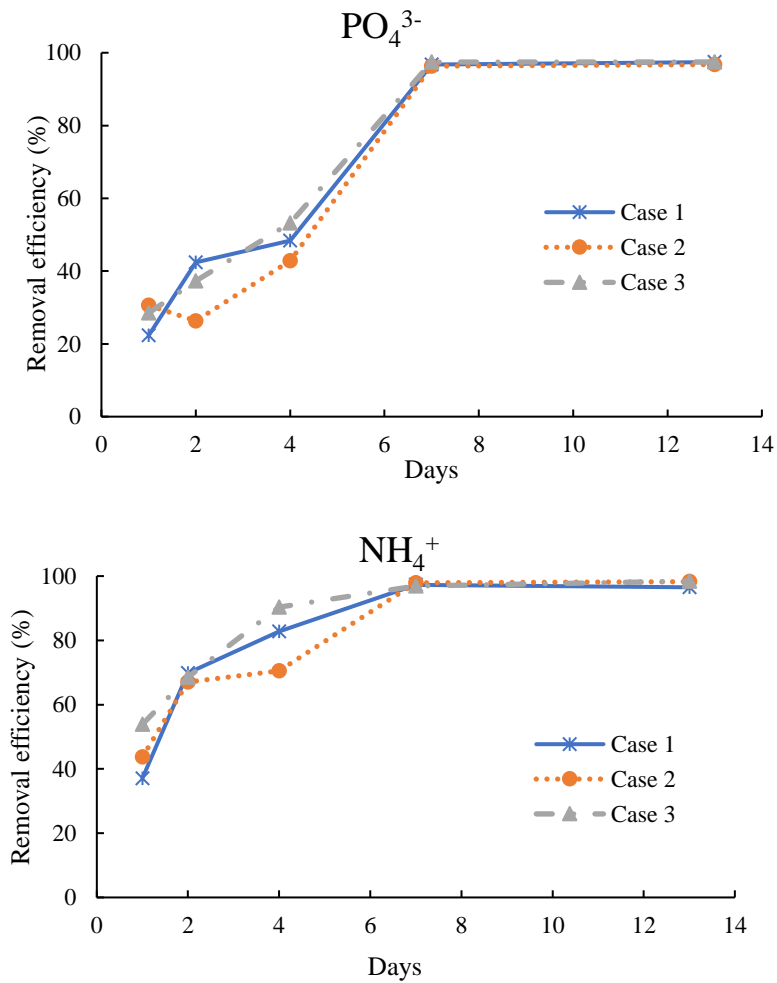 PO₄³⁻
Removal efficiency (%)
100
80
60
40
20
0
0 2 4 6 8 10 12 14
Days
Case 1
Case 2
Case 3
NH₄⁺
Removal efficiency (%)
100
80
60
40
20
0
0 2 4 6 8 10 12 14
Days
Case 1
Case 2
Case 3